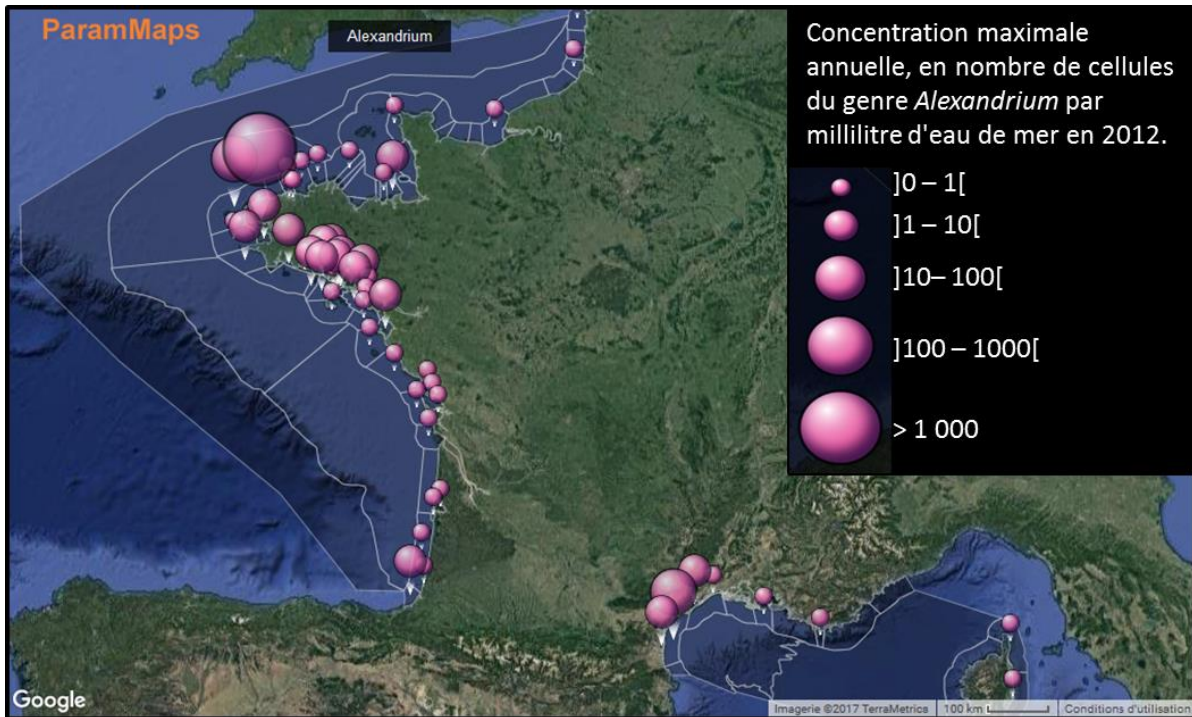 ParamMaps
Alexandrium
Concentration maximale
annuelle, en nombre de cellules
du genre Alexandrium par
millilitre d'eau de mer en 2012.
]0 – 1[
]1 – 10[
]10– 100[
]100 – 1000[
> 1 000
Google
Imagerie ©2017 TerraMetrics
100 km
Conditions d'utilisation